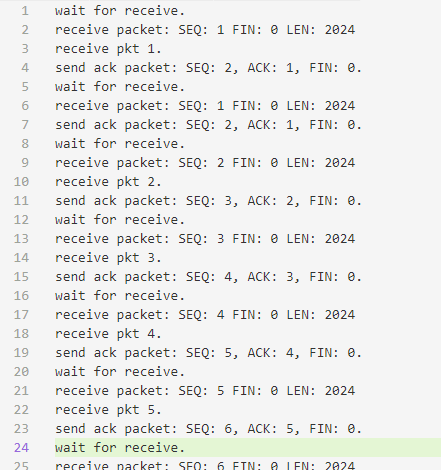 1 wait for receive.
2 receive packet: SEQ: 1 FIN: 0 LEN: 2024
3 receive pkt 1.
4 send ack packet: SEQ: 2, ACK: 1, FIN: 0.
5 wait for receive.
6 receive packet: SEQ: 1 FIN: 0 LEN: 2024
7 send ack packet: SEQ: 2, ACK: 1, FIN: 0.
8 wait for receive.
9 receive packet: SEQ: 2 FIN: 0 LEN: 2024
10 receive pkt 2.
11 send ack packet: SEQ: 3, ACK: 2, FIN: 0.
12 wait for receive.
13 receive packet: SEQ: 3 FIN: 0 LEN: 2024
14 receive pkt 3.
15 send ack packet: SEQ: 4, ACK: 3, FIN: 0.
16 wait for receive.
17 receive packet: SEQ: 4 FIN: 0 LEN: 2024
18 receive pkt 4.
19 send ack packet: SEQ: 5, ACK: 4, FIN: 0.
20 wait for receive.
21 receive packet: SEQ: 5 FIN: 0 LEN: 2024
22 receive pkt 5.
23 send ack packet: SEQ: 6, ACK: 5, FIN: 0.
24 wait for receive.
25 receive packet: SEQ: 6 FIN: 0 LEN: 2024